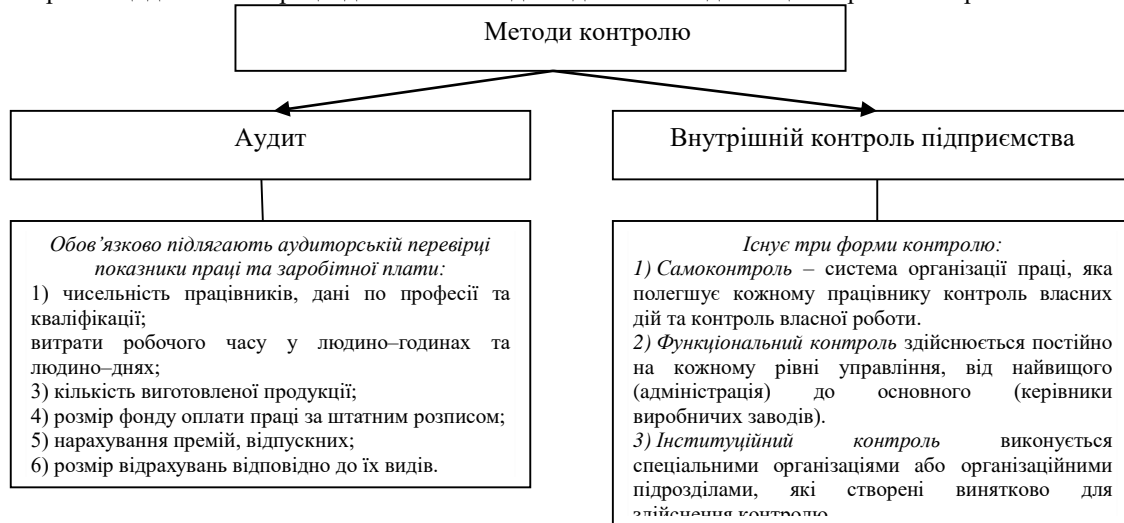 Методи контролю
Аудит
Внутрішній контроль підприємства
Обов’язково підлягають аудиторській перевірці
показники праці та заробітної плати:
1) чисельність працівників, дані по професії та
кваліфікації;
витрати робочого часу у людино–годинах та
людино–днях;
3) кількість виготовленої продукції;
4) розмір фонду оплати праці за штатним розписом;
5) нарахування премій, відпускних;
6) розмір відрахувань відповідно до їх видів.
Існує три форми контролю:
1) Самоконтроль – система організації праці, яка
полегшує кожному працівнику контроль власних
дій та контроль власної роботи.
2) Функціональний контроль здійснюється постійно
на кожному рівні управління, від найвищого
(адміністрація) до основного (керівники
виробничих заводів).
3) Інституційний контроль виконується
спеціальними організаціями або організаційними
підрозділами, які створені винятково для
здійснення контролю